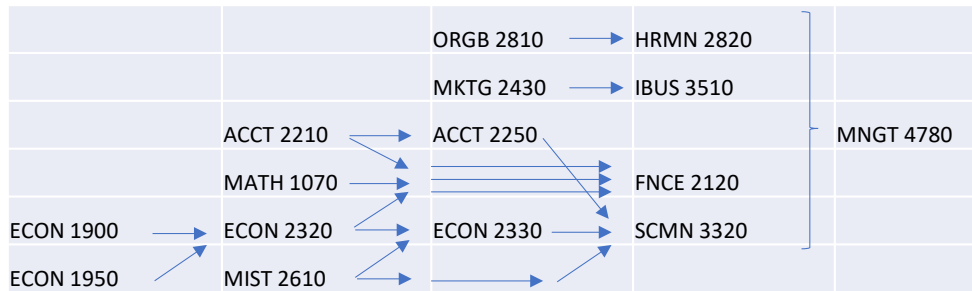 ORGB 2810 HRMN 2820
MKTG 2430 IBUS 3510
ACCT 2210 ACCT 2250 MNGT 4780
MATH 1070 FNCE 2120
ECON 1900 ECON 2320 ECON 2330 SCMN 3320
ECON 1950 MIST 2610